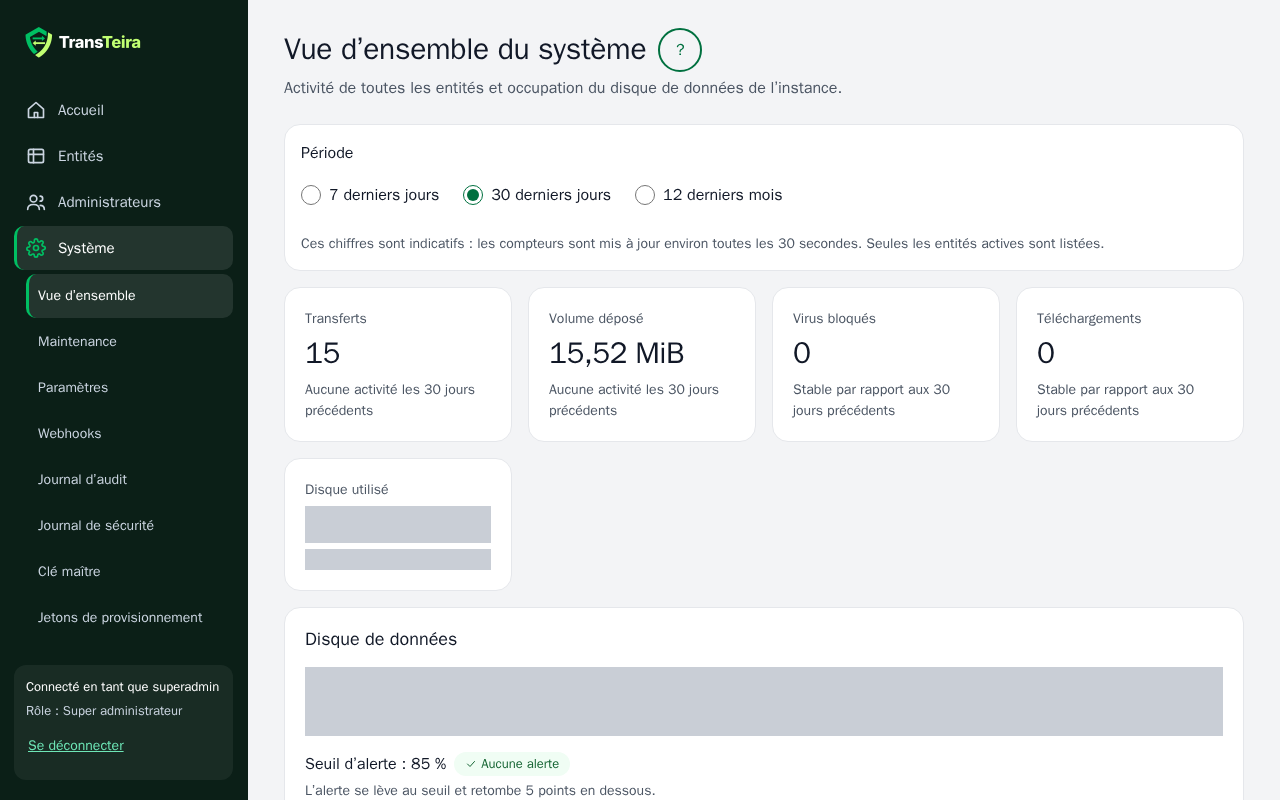 TransTeira
Accueil
Entités
Administrateurs
Système
Vue d’ensemble
Maintenance
Paramètres
Webhooks
Journal d’audit
Journal de sécurité
Clé maître
Jetons de provisionnement
Connecté en tant que superadmin
Rôle : Super administrateur
Se déconnecter
Vue d’ensemble du système ?
Activité de toutes les entités et occupation du disque de données de l’instance.
Période
7 derniers jours 30 derniers jours 12 derniers mois
Ces chiffres sont indicatifs : les compteurs sont mis à jour environ toutes les 30 secondes. Seules les entités actives sont listées.
Transferts
15
Aucune activité les 30 jours
précédents
Volume déposé
15,52 MiB
Aucune activité les 30 jours
précédents
Virus bloqués
0
Stable par rapport aux 30
jours précédents
Téléchargements
0
Stable par rapport aux 30
jours précédents
Disque utilisé
Disque de données
Seuil d’alerte : 85 % Aucune alerte
L’alerte se lève au seuil et retombe 5 points en dessous.